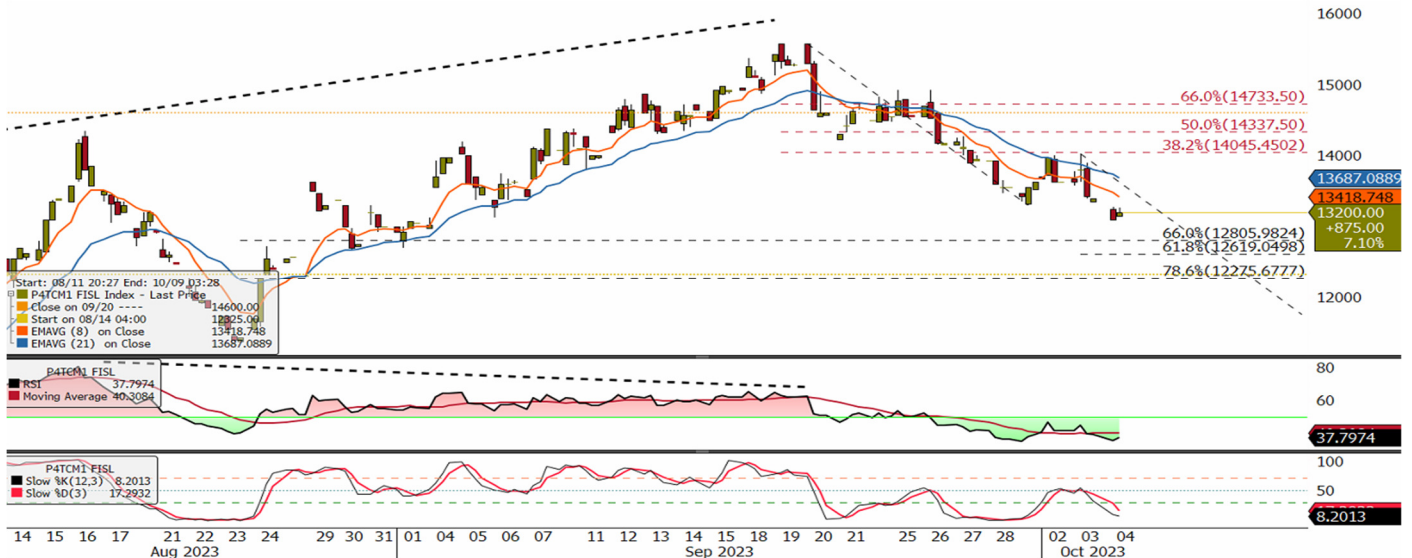 16000
15000
14000
12000
66.0%(14733.50)
50.0%(14337.50)
38.2%(14045.4502)
13687.0889
13418.748
13200.00
+875.00
7.10%
66.0%(12805.9824)
61.8%(12619.0498)
78.6%(12275.6777)
Start: 08/11 20:27 End: 10/09 03:28
P4TCM1 FISL Index - Last Price
Close on 09/20 ---- 14600.00
Start on 08/14 04:00 12325.00
EMAVG (8) on Close 13418.748
EMAVG (21) on Close 13687.0889
P4TCM1 FISL
RSI 37.7974
Moving Average 40.3084
80
60
37.7974
P4TCM1 FISL
Slow %K(12,3) 8.2013
Slow %D(3) 17.2932
100
50
8.2013
14 15 16 17 21 22 23 24 29 30 31 01 04 05 06 07 11 12 13 14 15 18 19 20 21 25 26 27 28 02 03 04
Aug 2023 Sep 2023 Oct 2023